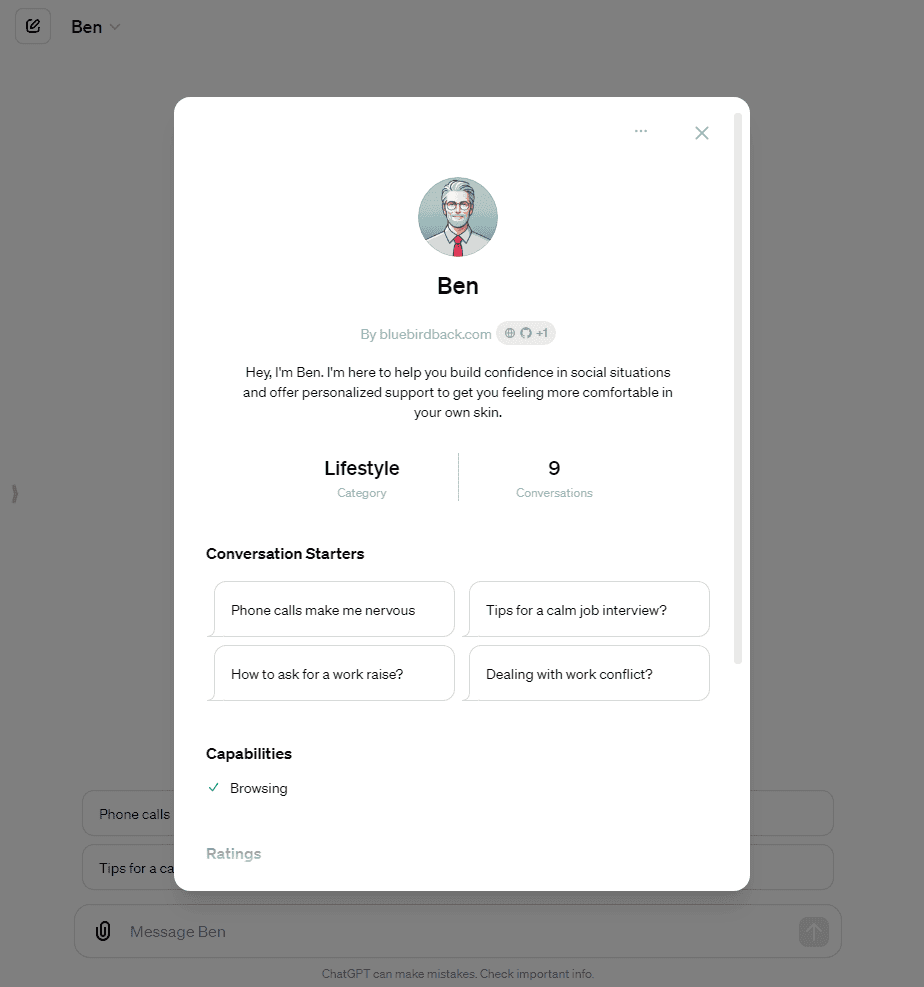 Ben
Ben
By bluebirdback.com +1
Hey, I'm Ben. I'm here to help you build confidence in social situations
and offer personalized support to get you feeling more comfortable in
your own skin.
Lifestyle
Category
9
Conversations
Conversation Starters
Phone calls make me nervous
Tips for a calm job interview?
How to ask for a work raise?
Dealing with work conflict?
Capabilities
Browsing
Ratings
Phone calls
Tips for a ca
Message Ben
ChatGPT can make mistakes. Check important info.